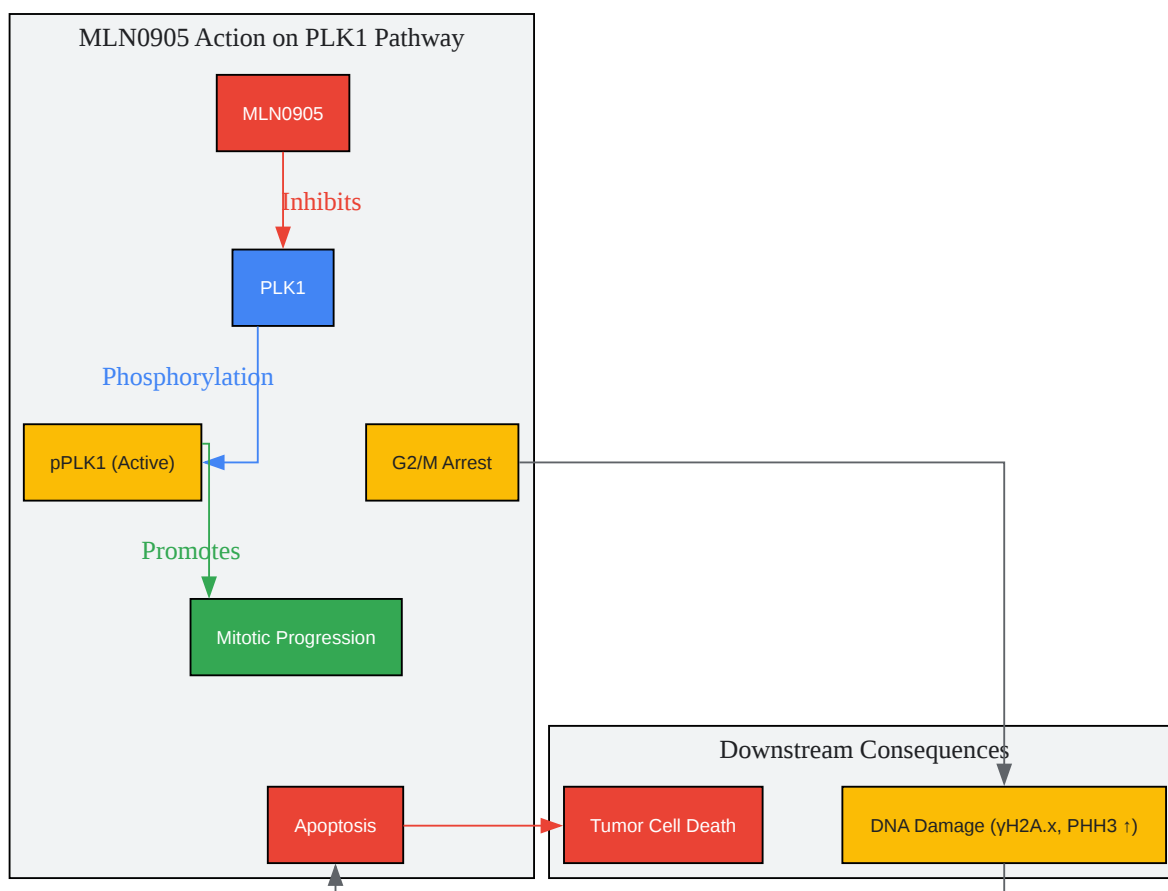 MLN0905 Action on PLK1 Pathway
MLN0905
Inhibits
PLK1
Phosphorylation
pPLK1 (Active)
G2/M Arrest
Promotes
Mitotic Progression
Downstream Consequences
Apoptosis
Tumor Cell Death
DNA Damage (γH2A.x, PHH3 ↑)